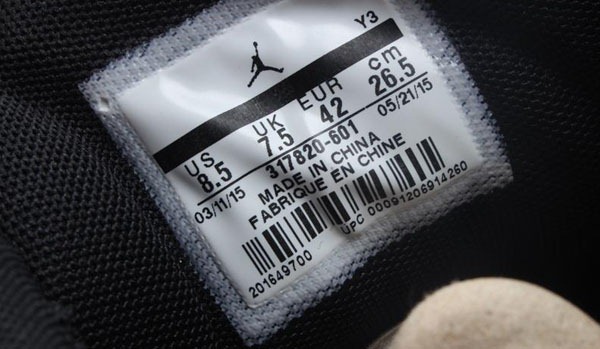 Y3
US UK EUR cm
8.5 7.5 42 26.5
03/11/15 317820-601 05/21/15
MADE IN CHINA
FABRIQUE EN CHINE
201649700 UPC 00091206914260